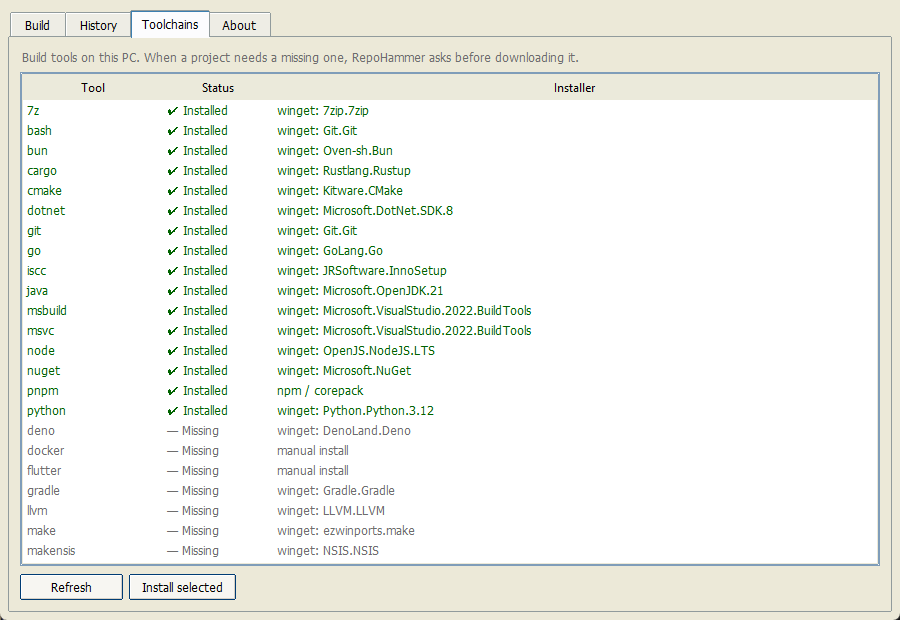 Build History Toolchains About
Build tools on this PC. When a project needs a missing one, RepoHammer asks before downloading it.
Tool Status Installer
7z ✔ Installed winget: 7zip.7zip
bash ✔ Installed winget: Git.Git
bun ✔ Installed winget: Oven-sh.Bun
cargo ✔ Installed winget: Rustlang.Rustup
cmake ✔ Installed winget: Kitware.CMake
dotnet ✔ Installed winget: Microsoft.DotNet.SDK.8
git ✔ Installed winget: Git.Git
go ✔ Installed winget: GoLang.Go
iscc ✔ Installed winget: JRSoftware.InnoSetup
java ✔ Installed winget: Microsoft.OpenJDK.21
msbuild ✔ Installed winget: Microsoft.VisualStudio.2022.BuildTools
msvc ✔ Installed winget: Microsoft.VisualStudio.2022.BuildTools
node ✔ Installed winget: OpenJS.NodeJS.LTS
nuget ✔ Installed winget: Microsoft.NuGet
pnpm ✔ Installed npm / corepack
python ✔ Installed winget: Python.Python.3.12
deno — Missing winget: DenoLand.Deno
docker — Missing manual install
flutter — Missing manual install
gradle — Missing winget: Gradle.Gradle
llvm — Missing winget: LLVM.LLVM
make — Missing winget: ezwinports.make
makensis — Missing winget: NSIS.NSIS
Refresh Install selected